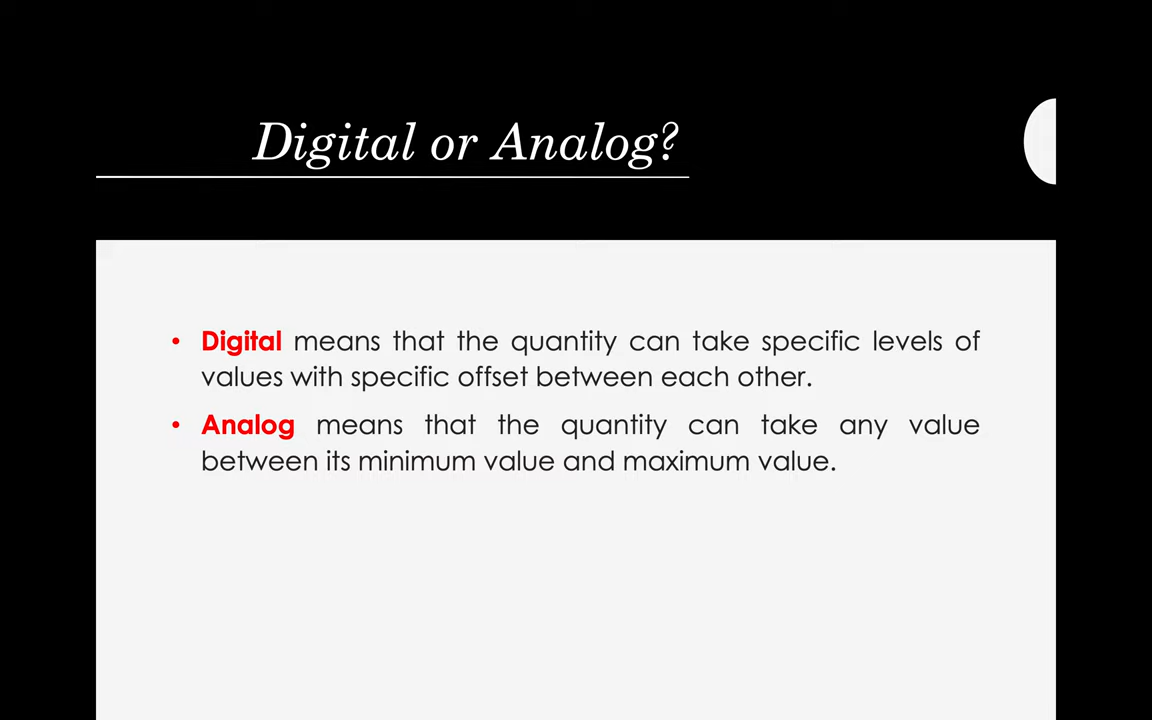 Digital or Analog?
• Digital means that the quantity can take specific levels of
values with specific offset between each other.
• Analog means that the quantity can take any value
between its minimum value and maximum value.